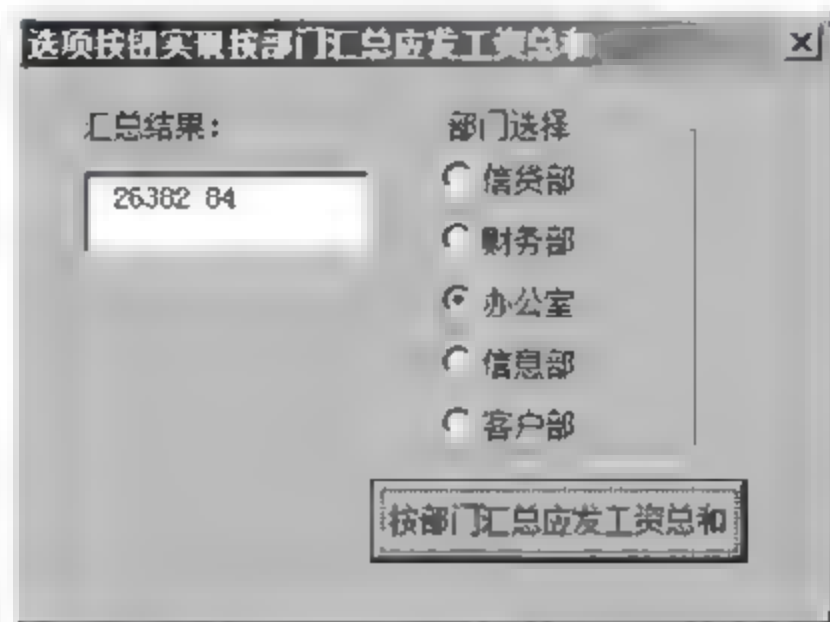 选项按钮实现按部门汇总应发工资总和
汇总结果：
26382 84
部门选择
信贷部
财务部
办公室
信息部
客户部
按部门汇总应发工资总和